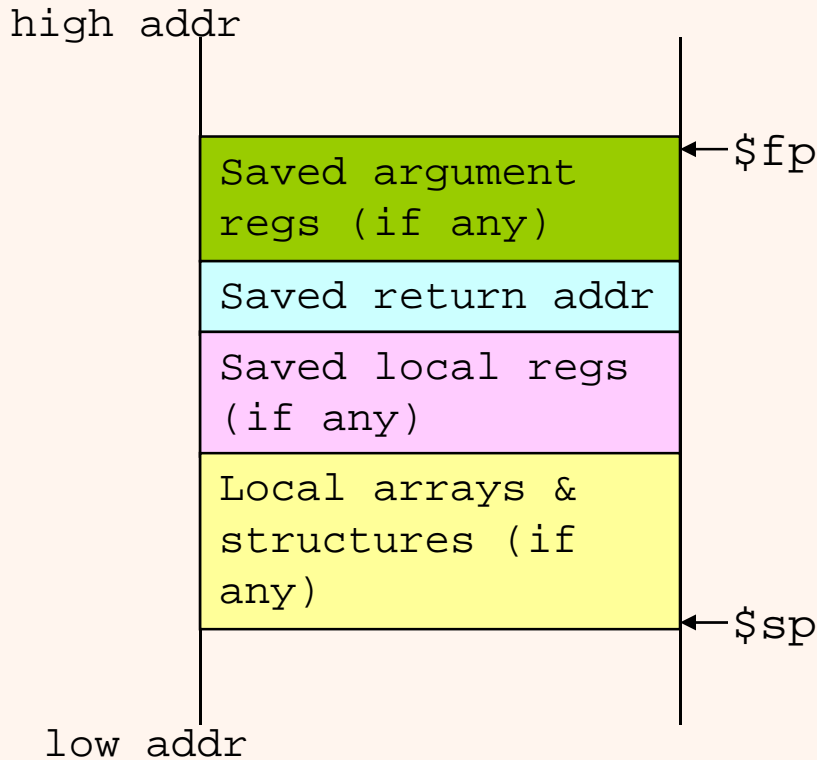 high addr
$fp
Saved argument
regs (if any)
Saved return addr
Saved local regs
(if any)
Local arrays &
structures (if
any)
$sp
low addr